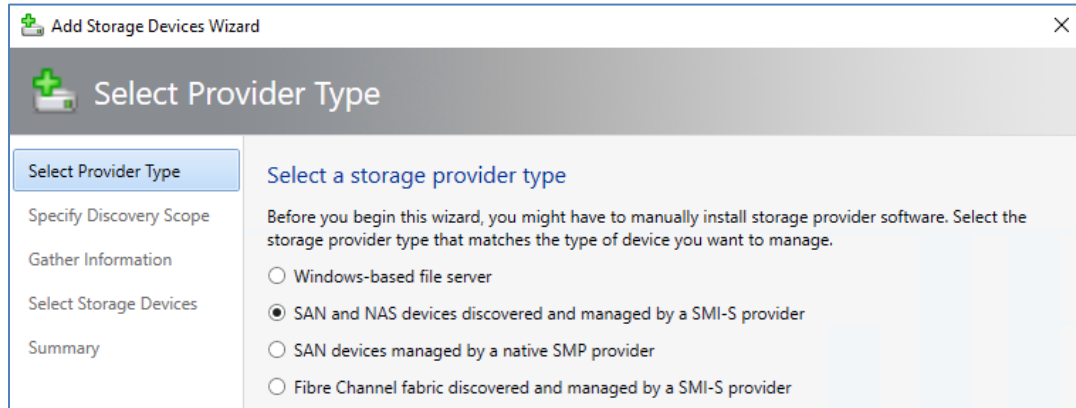 Add Storage Devices Wizard
Select Provider Type
Select Provider Type
Specify Discovery Scope
Gather Information
Select Storage Devices
Summary
Select a storage provider type
Before you begin this wizard, you might have to manually install storage provider software. Select the
storage provider type that matches the type of device you want to manage.
Windows-based file server
SAN and NAS devices discovered and managed by a SMI-S provider
SAN devices managed by a native SMP provider
Fibre Channel fabric discovered and managed by a SMI-S provider